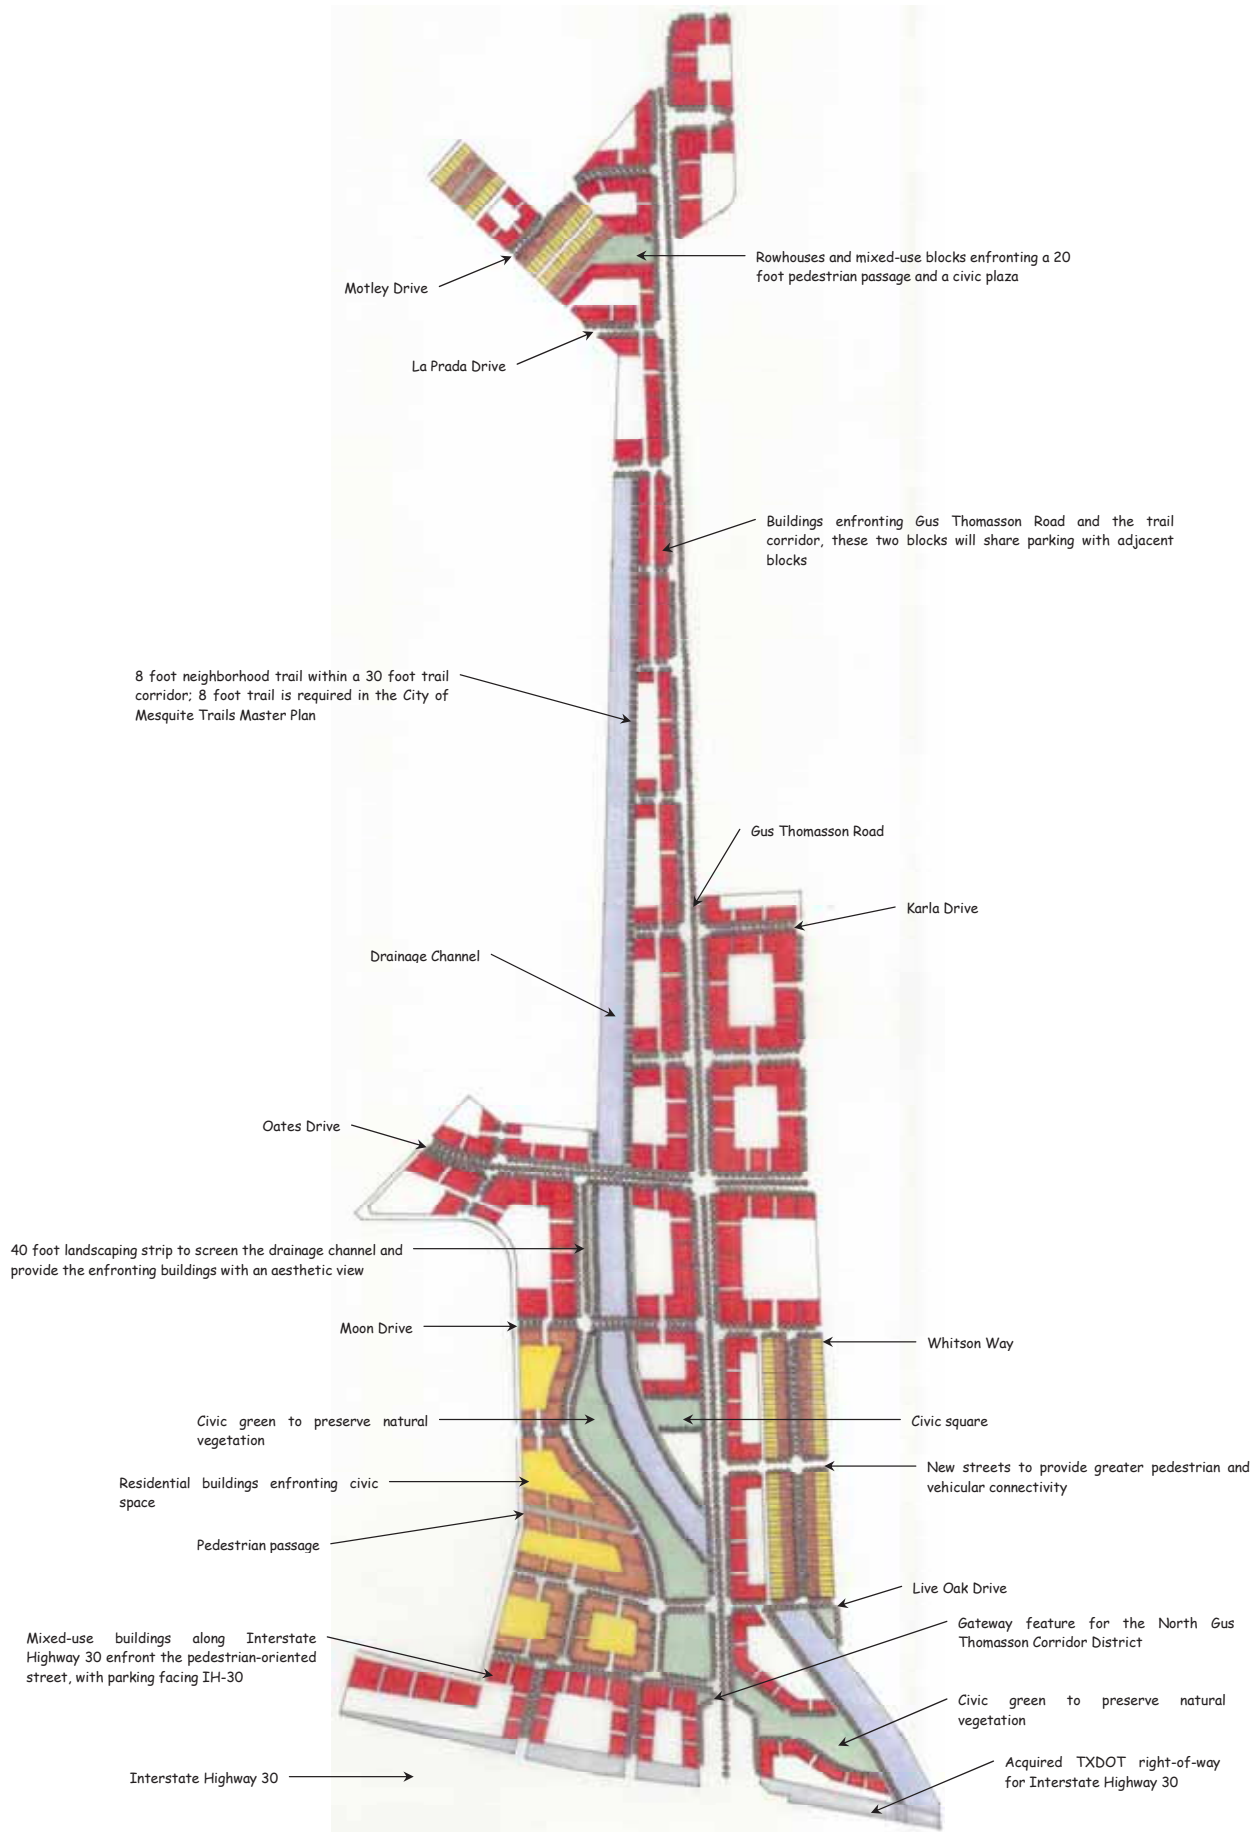 Rowhouses and mixed-use blocks enfronting a 20
foot pedestrian passage and a civic plaza
Motley Drive
La Prada Drive
Buildings enfronting Gus Thomasson Road and the trail
corridor, these two blocks will share parking with adjacent
blocks
8 foot neighborhood trail within a 30 foot trail
corridor; 8 foot trail is required in the City of
Mesquite Trails Master Plan
Gus Thomasson Road
Karla Drive
Drainage Channel
Oates Drive
40 foot landscaping strip to screen the drainage channel and
provide the enfronting buildings with an aesthetic view
Moon Drive
Whitson Way
Civic green to preserve natural
vegetation
Civic square
Residential buildings enfronting civic
space
New streets to provide greater pedestrian and
vehicular connectivity
Pedestrian passage
Live Oak Drive
Gateway feature for the North Gus
Thomasson Corridor District
Mixed-use buildings along Interstate
Highway 30 enfront the pedestrian-oriented
street, with parking facing IH-30
Civic green to preserve natural
vegetation
Acquired TXDOT right-of-way
for Interstate Highway 30
Interstate Highway 30